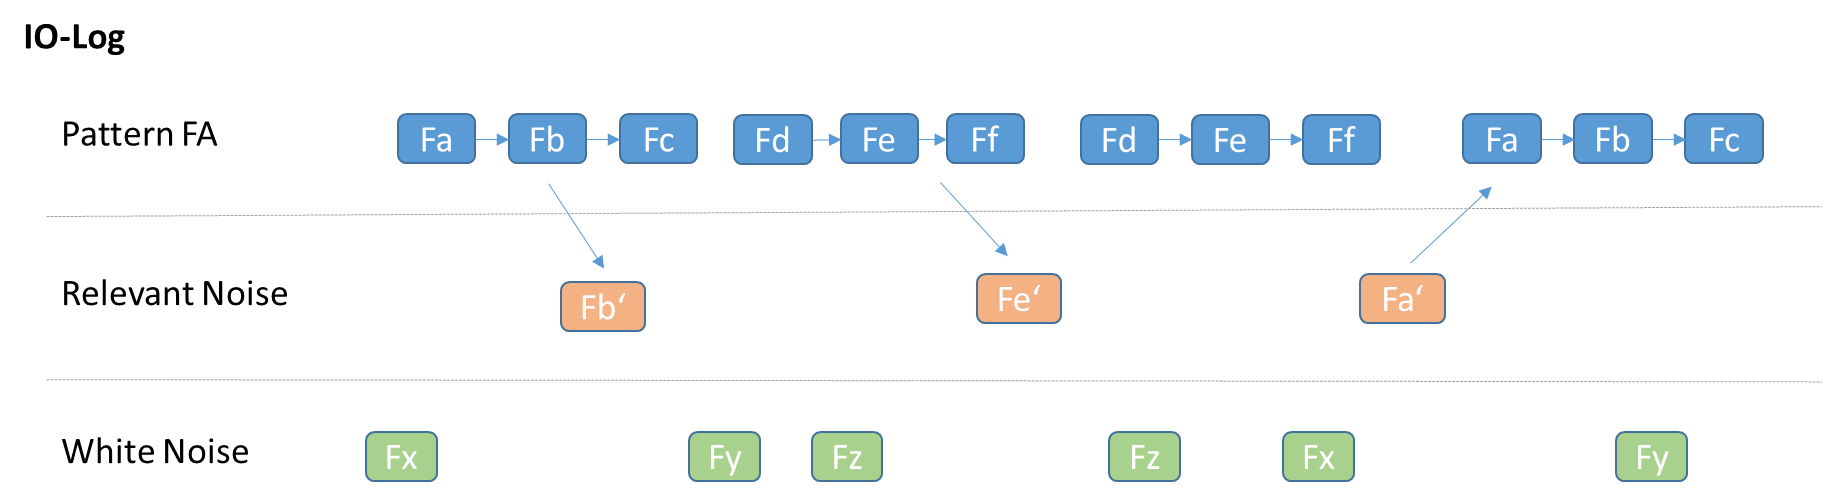 IO-Log
Pattern FA
Fa Fb Fc Fd Fe Ff Fd Fe Ff Fa Fb Fc
Relevant Noise
Fb‘ Fe‘ Fa‘
White Noise
Fx Fy Fz Fz Fx Fy